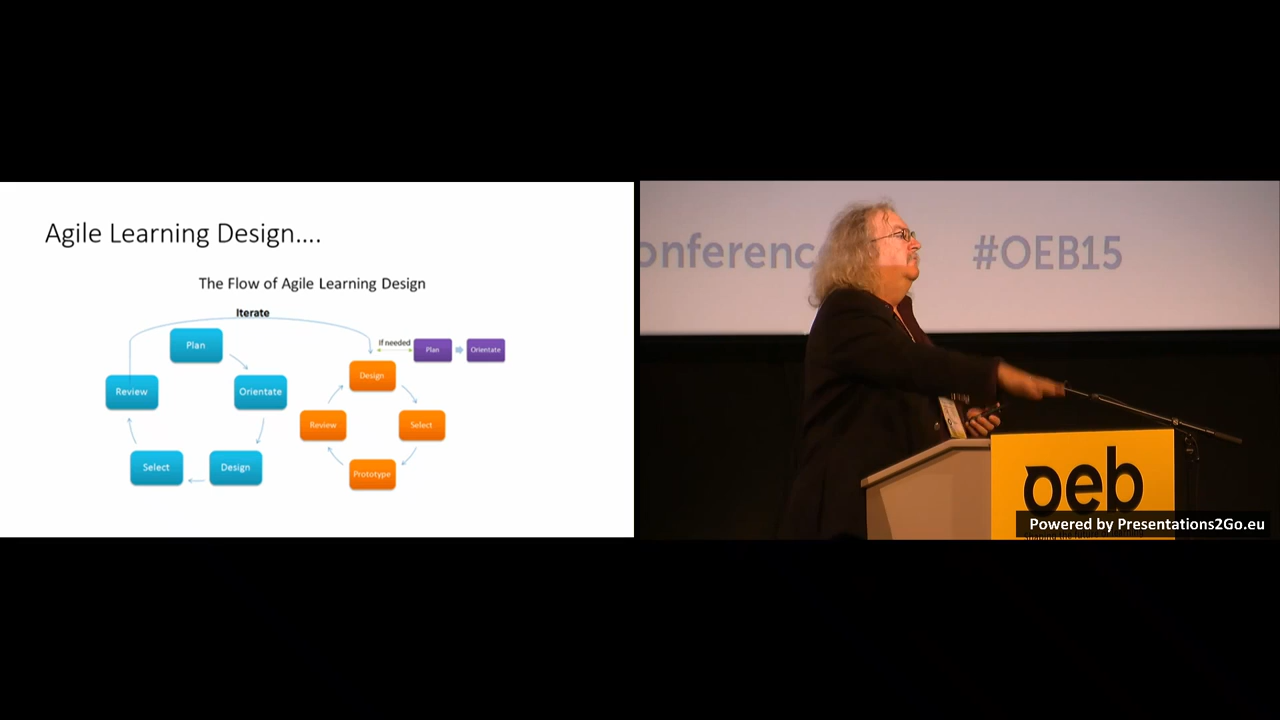 Agile Learning Design....
The Flow of Agile Learning Design
Iterate
Plan
Orientate
Design
Select
Review
If needed
Plan
Orientate
Design
Select
Prototype
Review
onferenc
#OEB15
oeb
Powered by Presentations2Go.eu